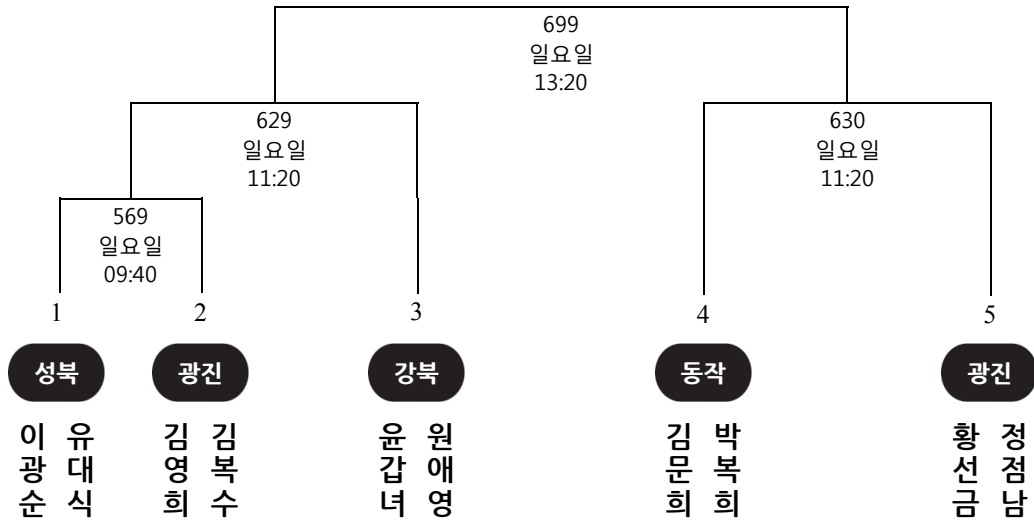 699
일요일
13:20
629
일요일
11:20
630
일요일
11:20
569
일요일
09:40
1
2
3
4
5
성북
광진
강북
동작
광진
이광순
유대식
김영희
김복수
윤갑녀
원애영
김문희
박복희
황선금
정점남